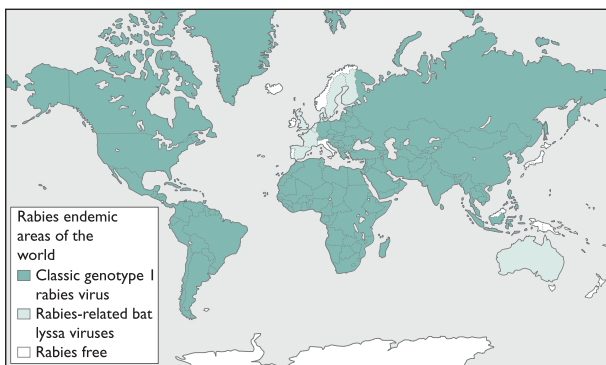 Rabies endemic
areas of the
world
Classic genotype 1
rabies virus
Rabies-related bat
lyssa viruses
Rabies free